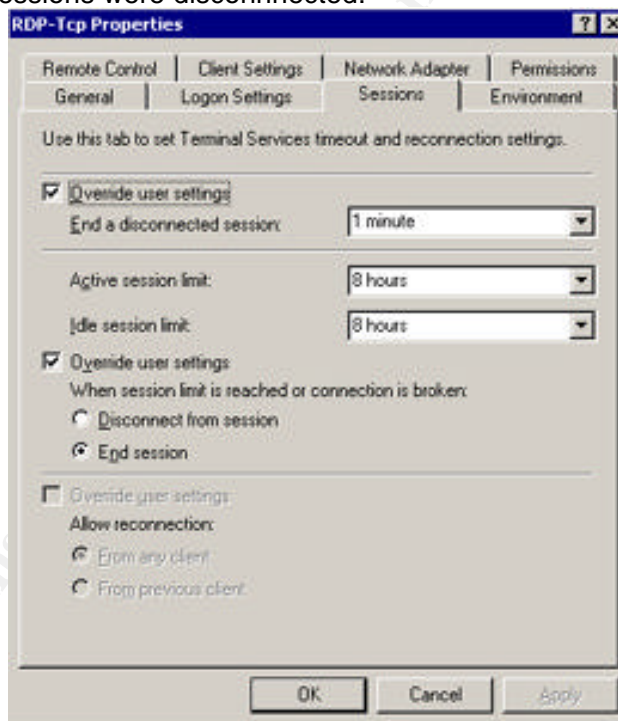 essions were disconnected.
RDP-Tcp Properties
Remote Control Client Settings Network Adapter Permissions
General Logon Settings Sessions Environment
Use this tab to set Terminal Services timeout and reconnection settings.
Override user settings
End a disconnected session: 1 minute
Active session limit: 8 hours
Idle session limit: 8 hours
Override user settings
When session limit is reached or connection is broken:
Disconnect from session
End session
Override user settings
Allow reconnection:
From any client
From previous client
OK Cancel Apply